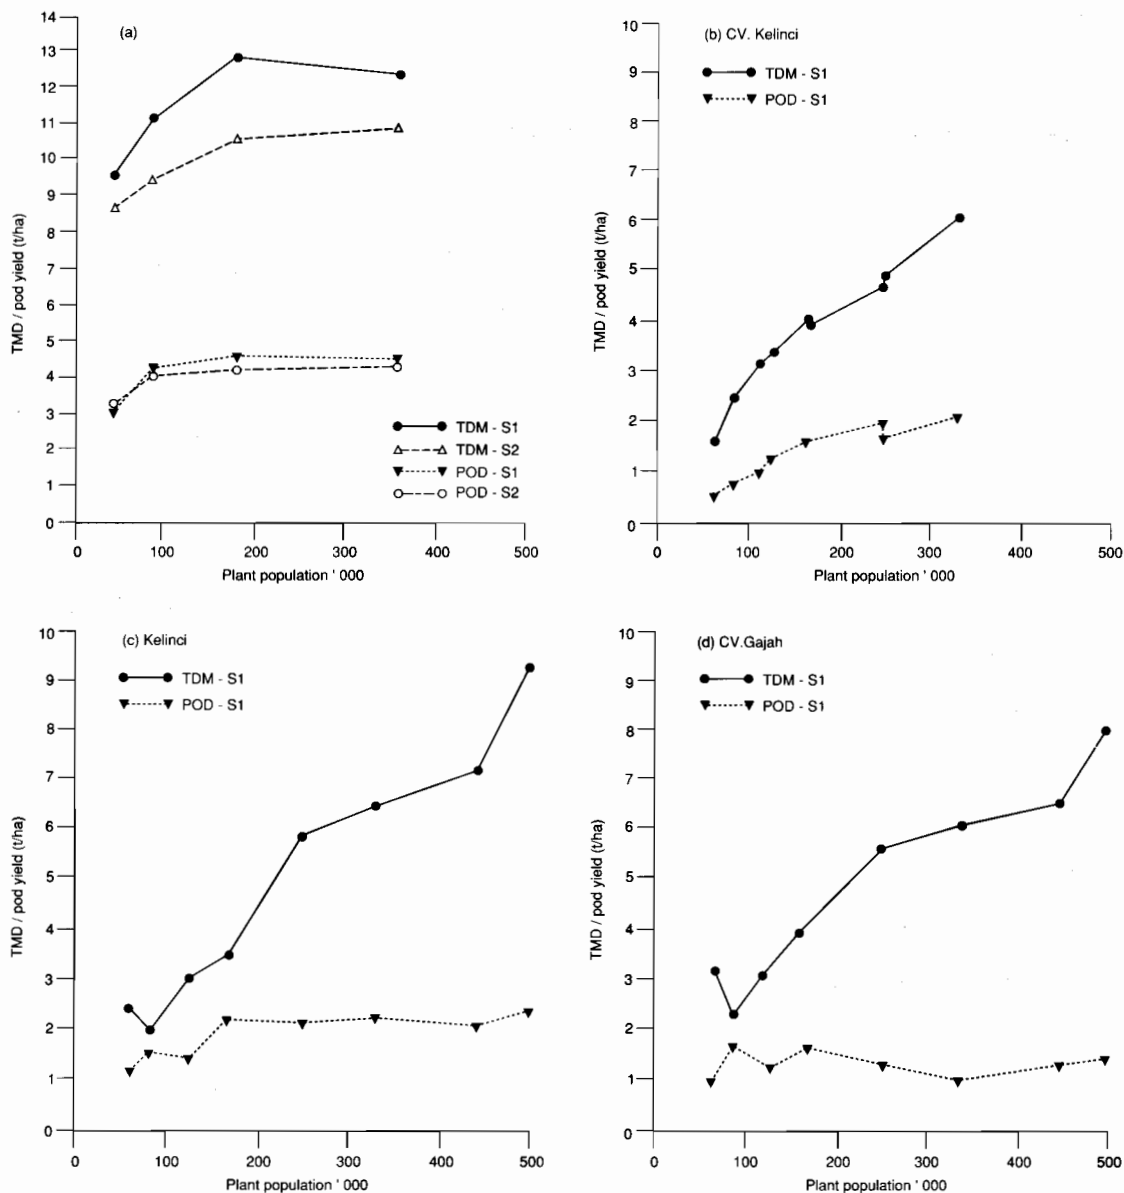 (a)
14
13
12
11
10
9
8
7
6
5
4
3
2
1
0
TMD / pod yield (t/ha)
TDM - S1
TDM - S2
POD - S1
POD - S2
0 100 200 300 400 500
Plant population ' 000
(b) CV. Kelinci
TDM - S1
POD - S1
10
9
8
7
6
5
4
3
2
1
0
TMD / pod yield (t/ha)
0 100 200 300 400 500
Plant population ' 000
(c) Kelinci
TDM - S1
POD - S1
10
9
8
7
6
5
4
3
2
1
0
TMD / pod yield (t/ha)
0 100 200 300 400 500
Plant population ' 000
(d) CV.Gajah
TDM - S1
POD - S1
10
9
8
7
6
5
4
3
2
1
0
TMD / pod yield (t/ha)
0 100 200 300 400 500
Plant population ' 000